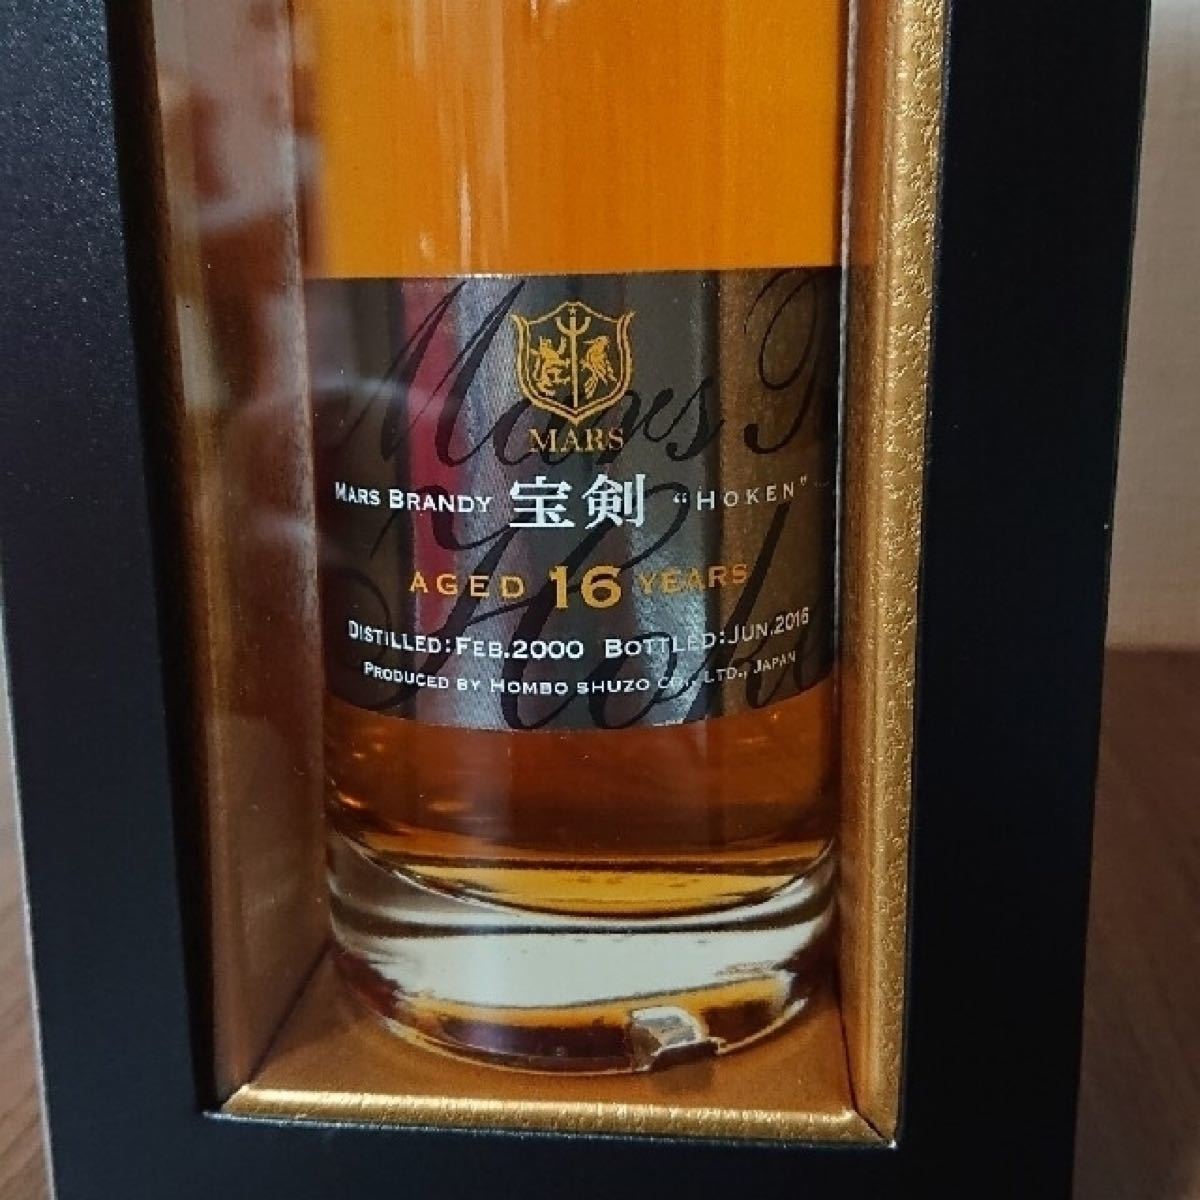 MARS
MARS BRANDY 宝剣 "HOKEN"
AGED 16 YEARS
DISTILLED:FEB.2000 BOTTLED:JUN.2016
PRODUCED BY HOMBO SHUZO CO., LTD., JAPAN
Mars